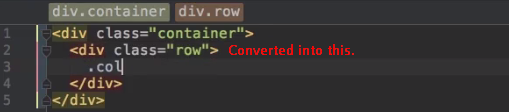 div.container div.row
1 <div class="container">
2 <div class="row"> Converted into this.
3 .col
4 </div>
5 </div>